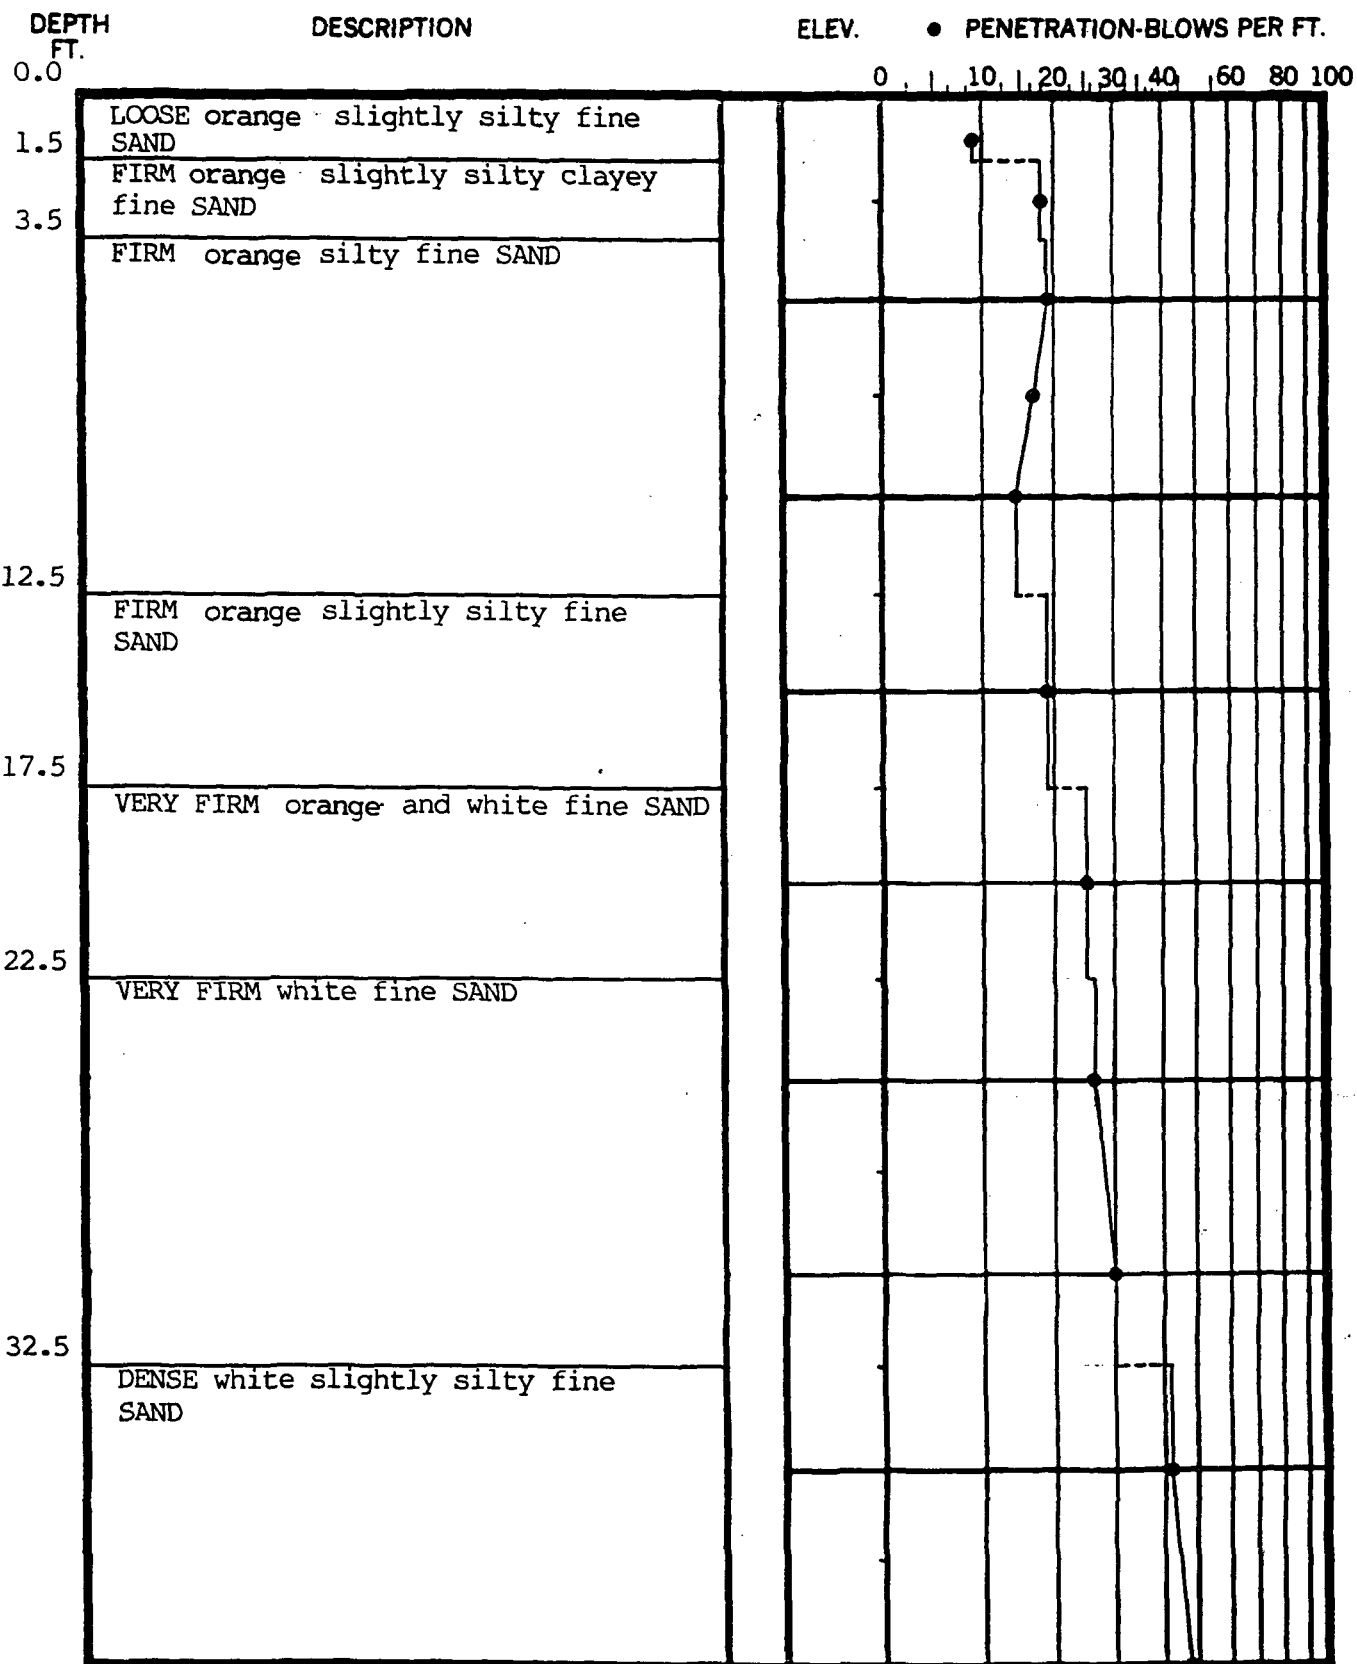 DEPTH DESCRIPTION ELEV. ● PENETRATION-BLOWS PER FT.
FT.
0.0 0 10 20 30 40 60 80 100
LOOSE orange slightly silty fine
1.5 SAND
FIRM orange slightly silty clayey
fine SAND
3.5
FIRM orange silty fine SAND
12.5
FIRM orange slightly silty fine
SAND
17.5
VERY FIRM orange and white fine SAND
22.5
VERY FIRM white fine SAND
32.5
DENSE white slightly silty fine
SAND